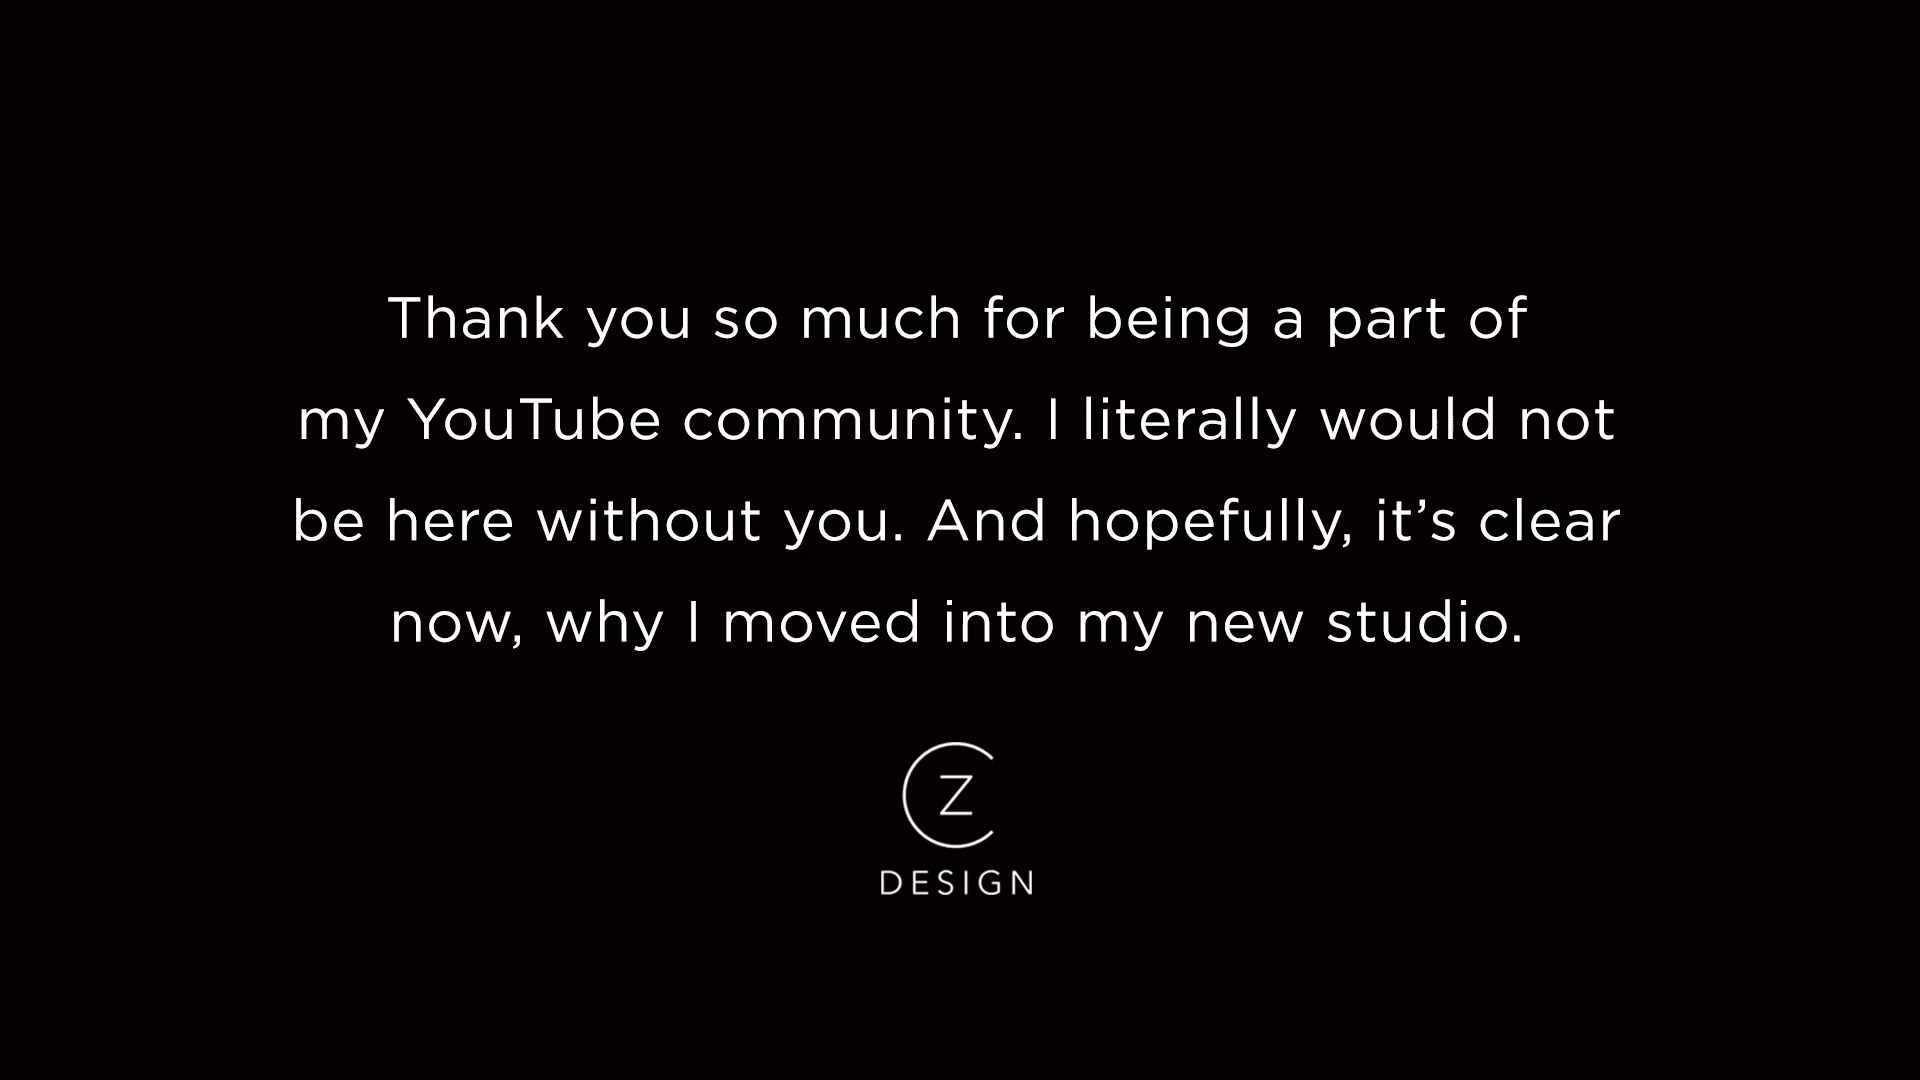 Thank you so much for being a part of
my YouTube community. I literally would not
be here without you. And hopefully, it’s clear
now, why I moved into my new studio.
CZ
DESIGN